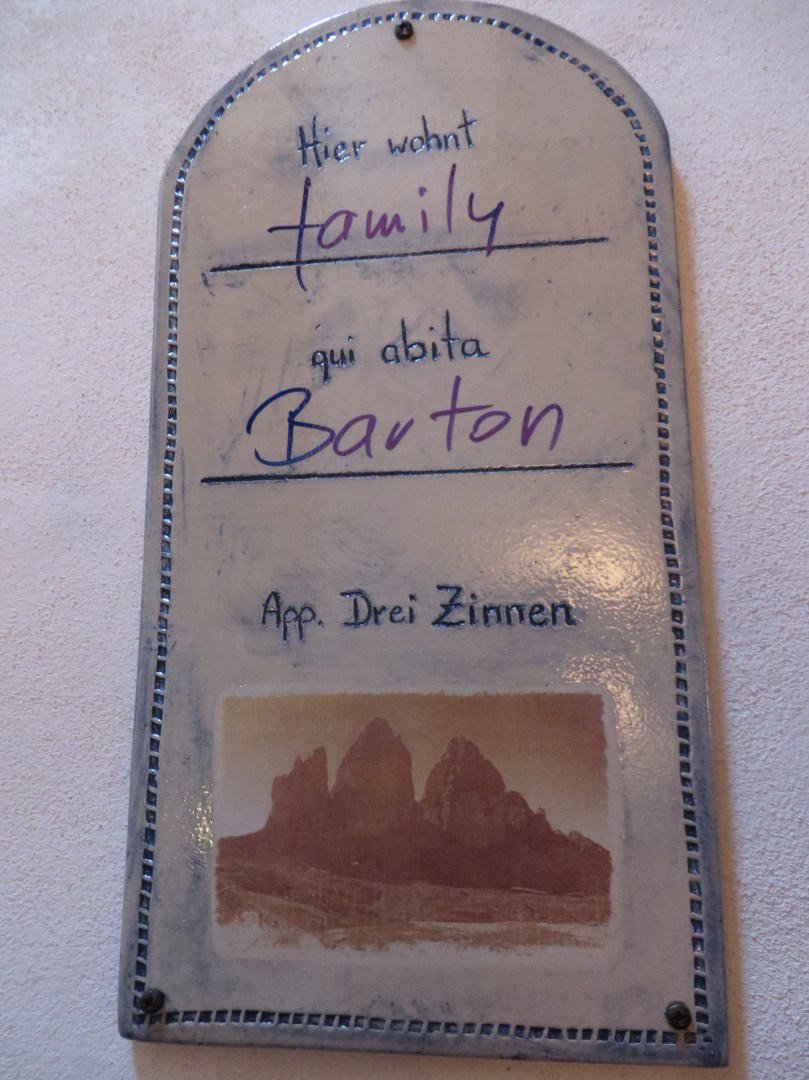 Hier wohnt
family
qui abita
Barton
App. Drei Zinnen